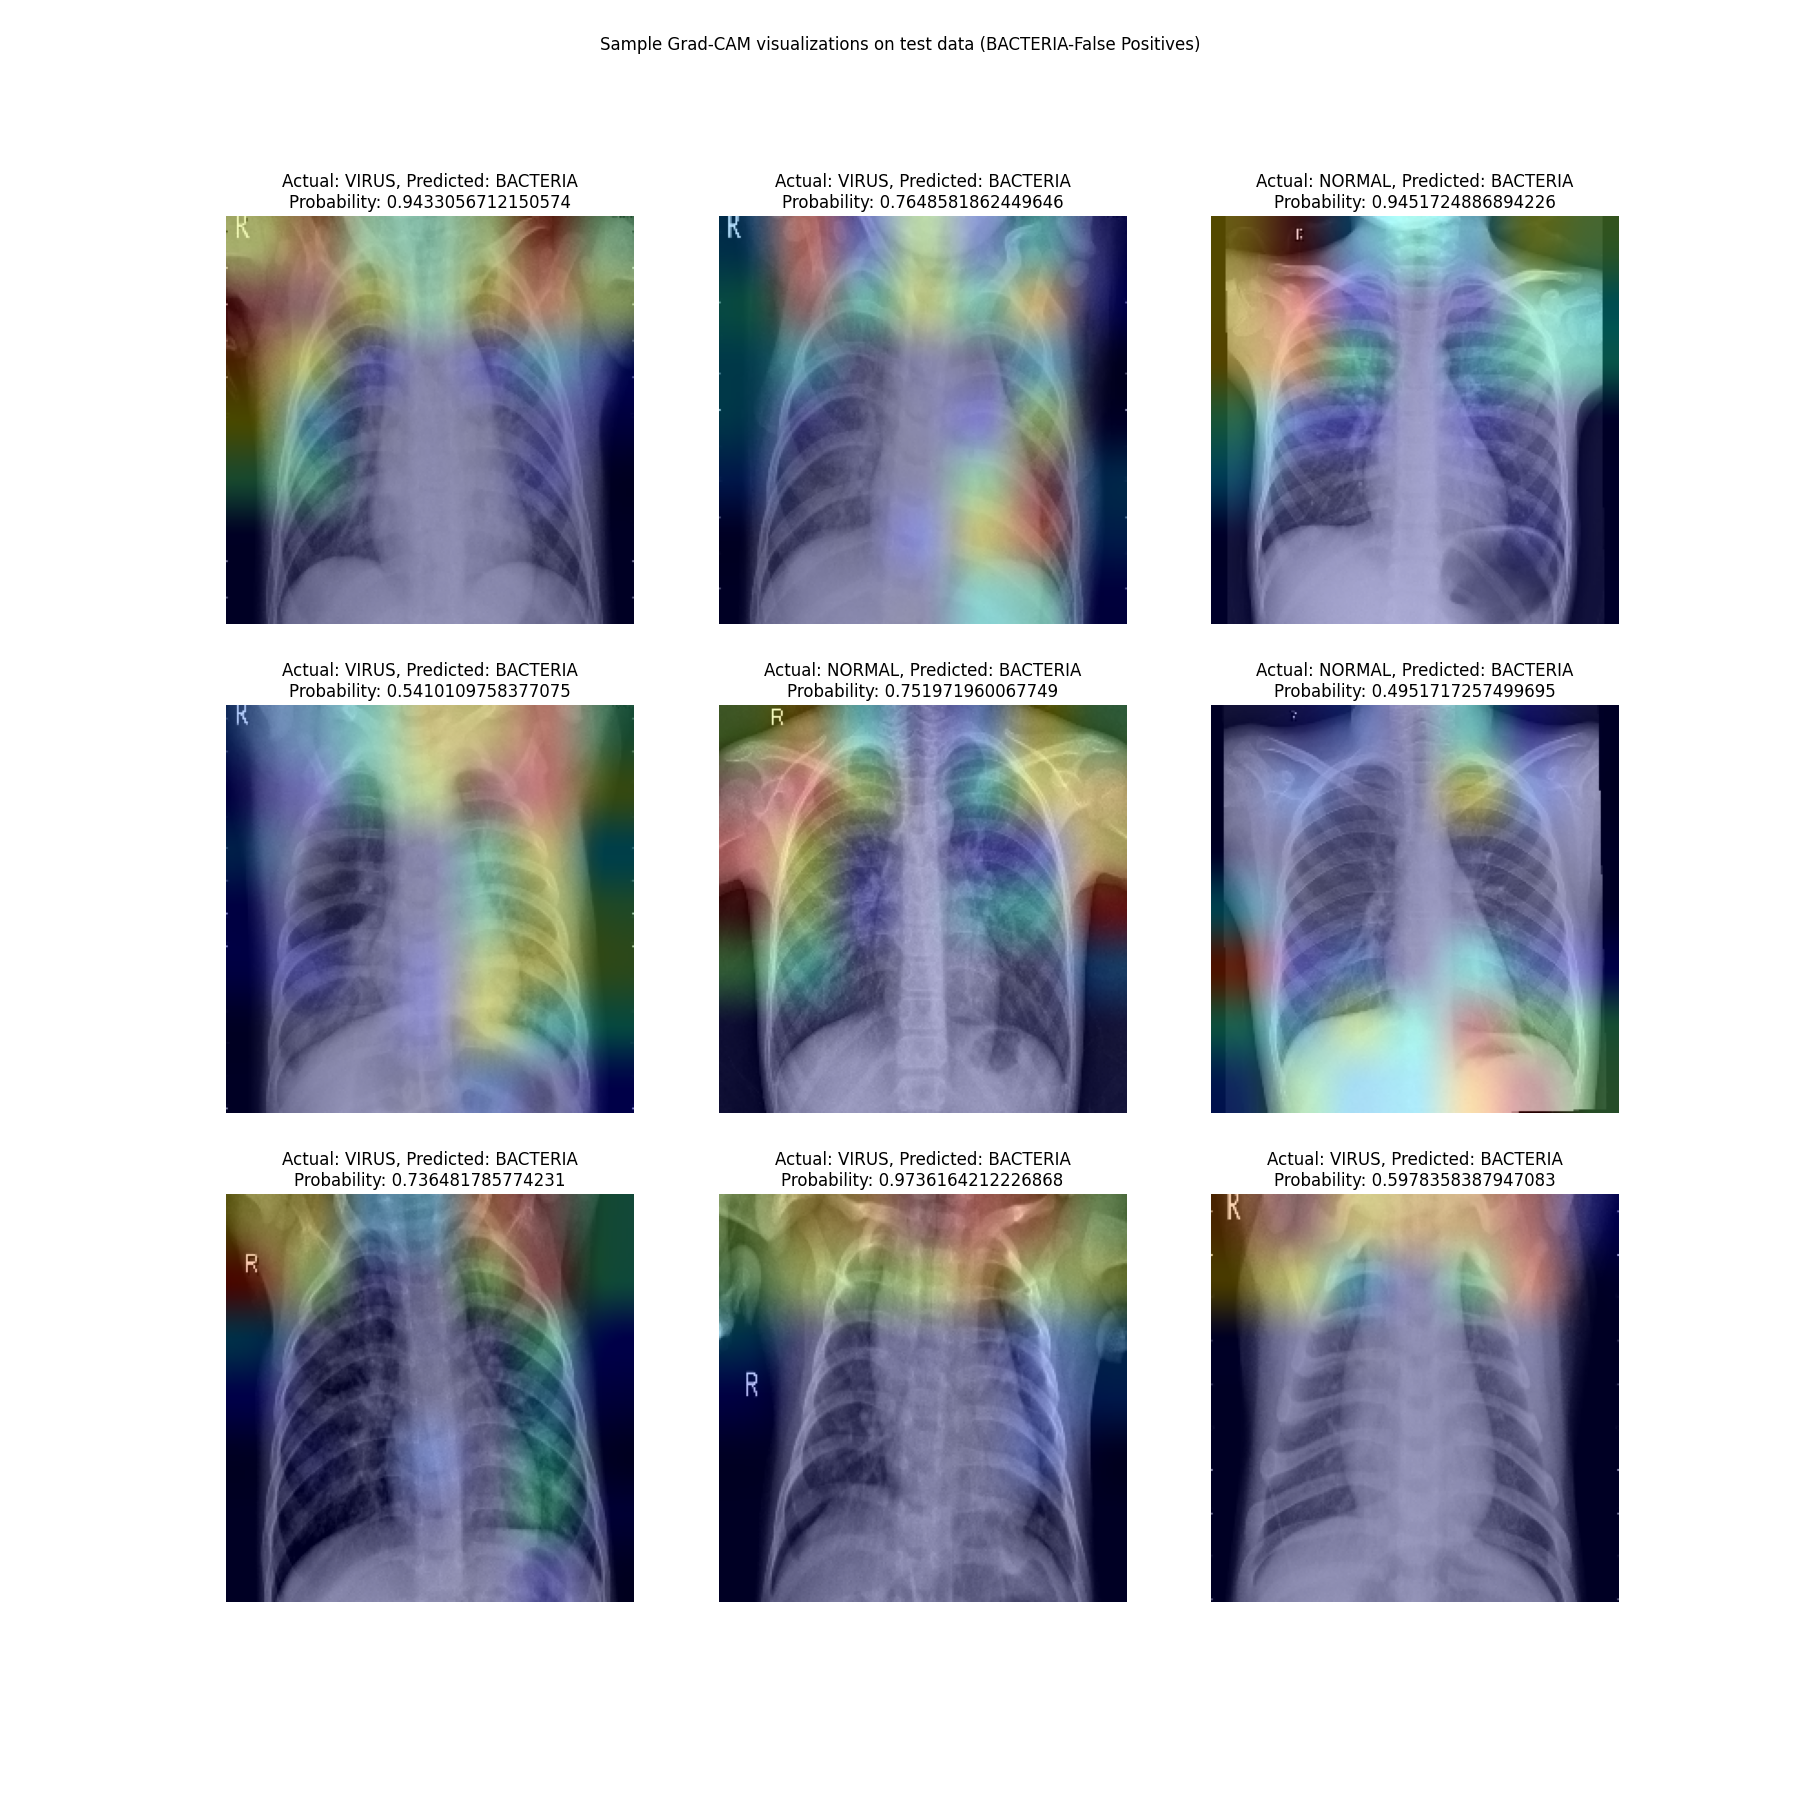 Sample Grad-CAM visualizations on test data (BACTERIA-False Positives)
Actual: VIRUS, Predicted: BACTERIA
Probability: 0.9433056712150574
Actual: VIRUS, Predicted: BACTERIA
Probability: 0.7648581862449646
Actual: NORMAL, Predicted: BACTERIA
Probability: 0.9451724886894226
R
R
Actual: VIRUS, Predicted: BACTERIA
Probability: 0.5410109758377075
Actual: NORMAL, Predicted: BACTERIA
Probability: 0.751971960067749
Actual: NORMAL, Predicted: BACTERIA
Probability: 0.4951717257499695
R
R
Actual: VIRUS, Predicted: BACTERIA
Probability: 0.736481785774231
Actual: VIRUS, Predicted: BACTERIA
Probability: 0.9736164212226868
Actual: VIRUS, Predicted: BACTERIA
Probability: 0.5978358387947083
R
R
R